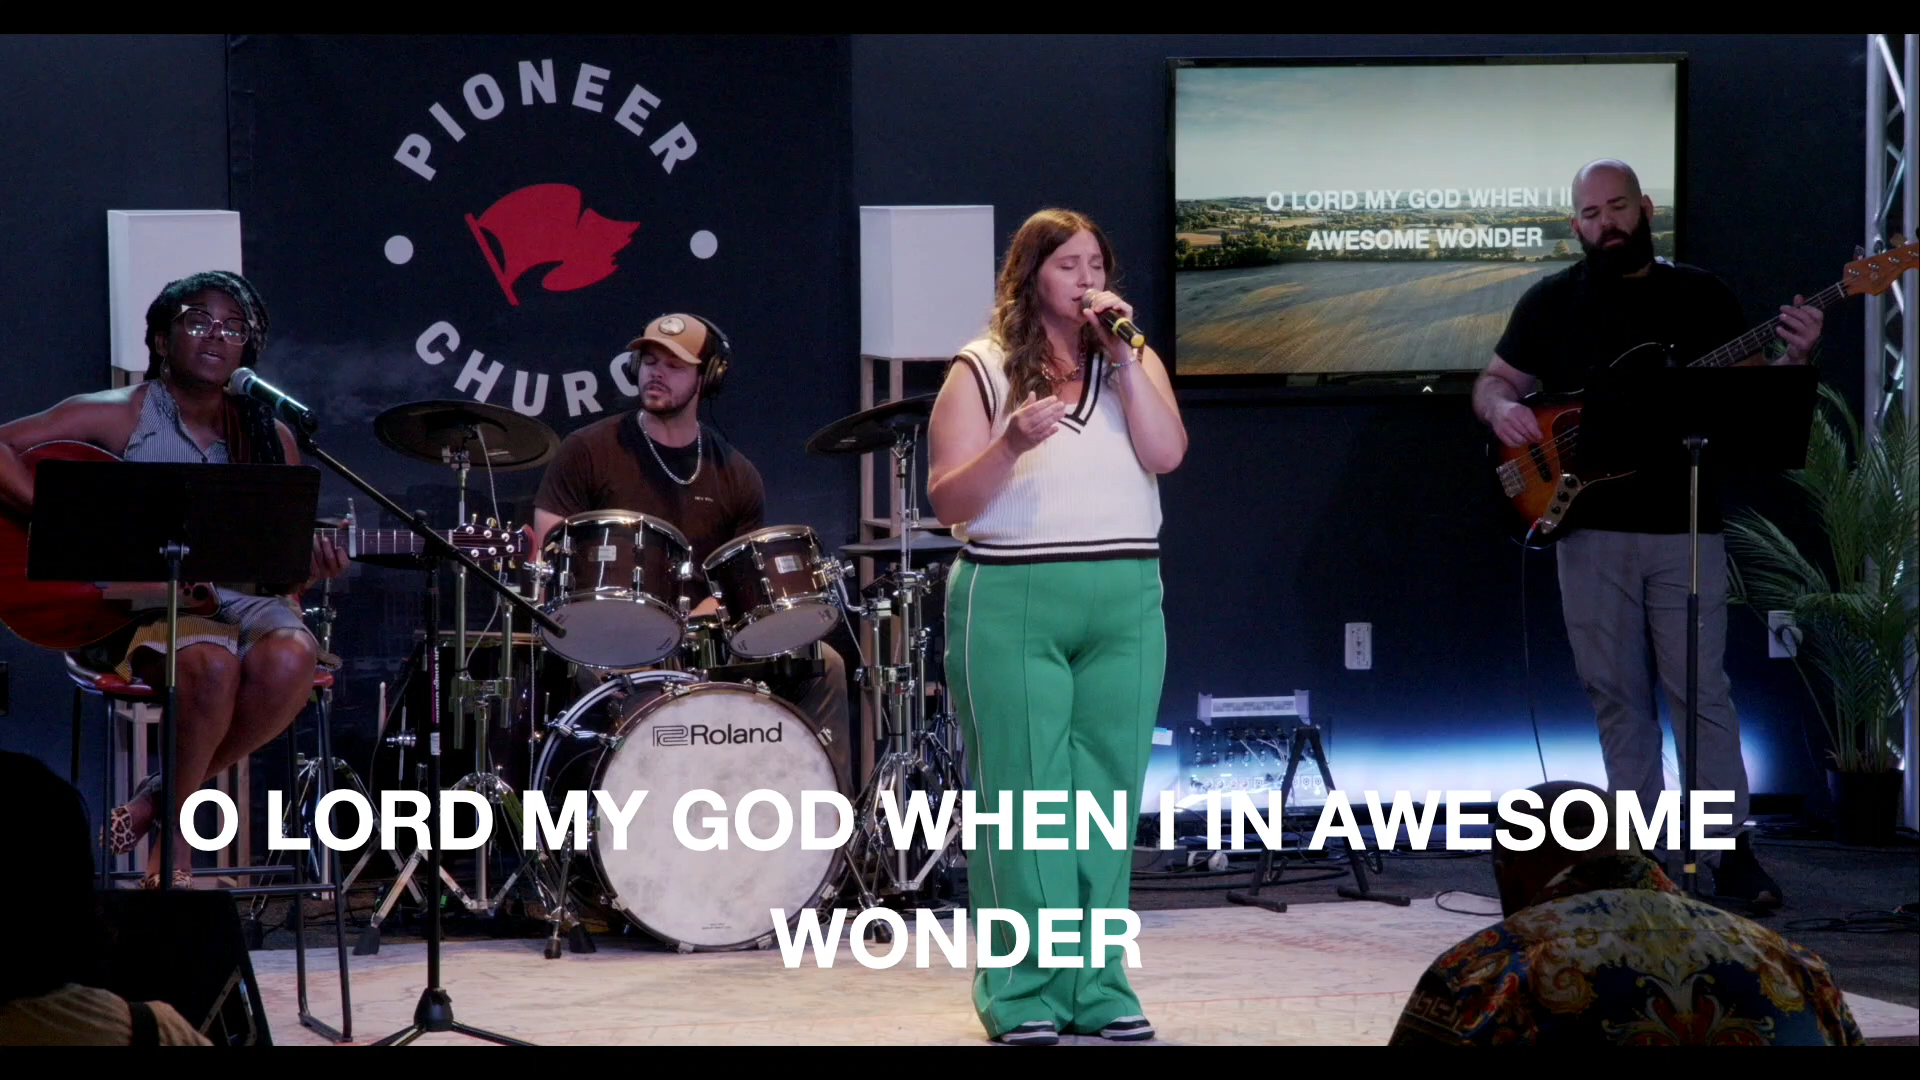 PIONEER
CHURC
O LORD MY GOD WHEN I I
AWESOME WONDER
Roland
O LORD MY GOD WHEN I IN AWESOME
WONDER